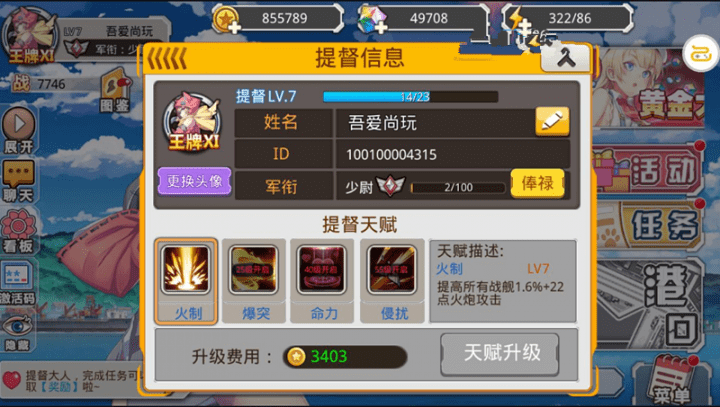 855789
49708
322/86
LV7
吾爱尚玩
王牌XI
军衔:少
战 7746
图鉴
展开
聊天
看板
激活码
隐藏
提督信息
王牌XI
提督LV.7
14/23
姓名
吾爱尚玩
ID
100100004315
更换头像
军衔
少尉
2/100
俸禄
提督天赋
火制
25级开启
爆突
40级开启
命力
55级开启
侵扰
天赋描述:
火制
LV7
提高所有战舰1.6%+22
点火炮攻击
升级费用:
3403
天赋升级
黄金
活动
任务
港口
菜单
提督大人,完成任务可以
取【奖励】啦~